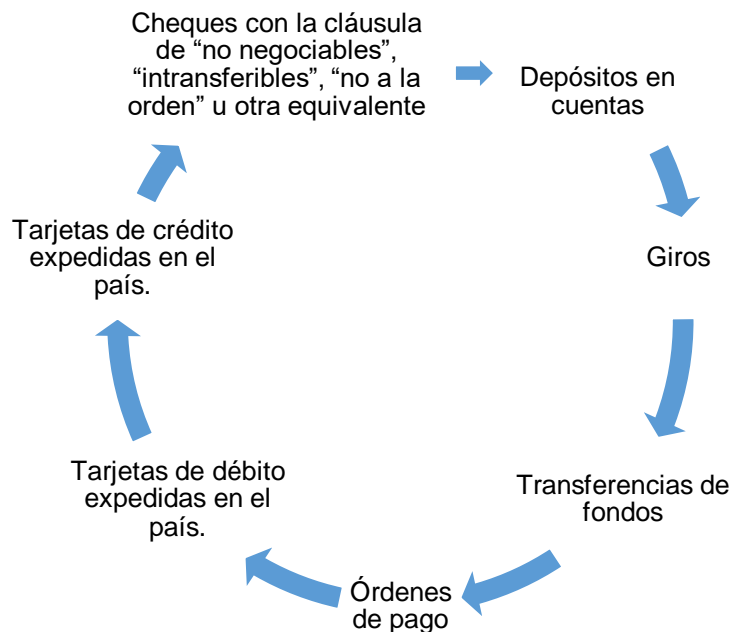 Cheques con la cláusula
de “no negociables”,
“intransferibles”, “no a la
orden” u otra equivalente
Depósitos en
cuentas
Giros
Transferencias de
fondos
Órdenes
de pago
Tarjetas de débito
expedidas en el
país.
Tarjetas de crédito
expedidas en el
país.